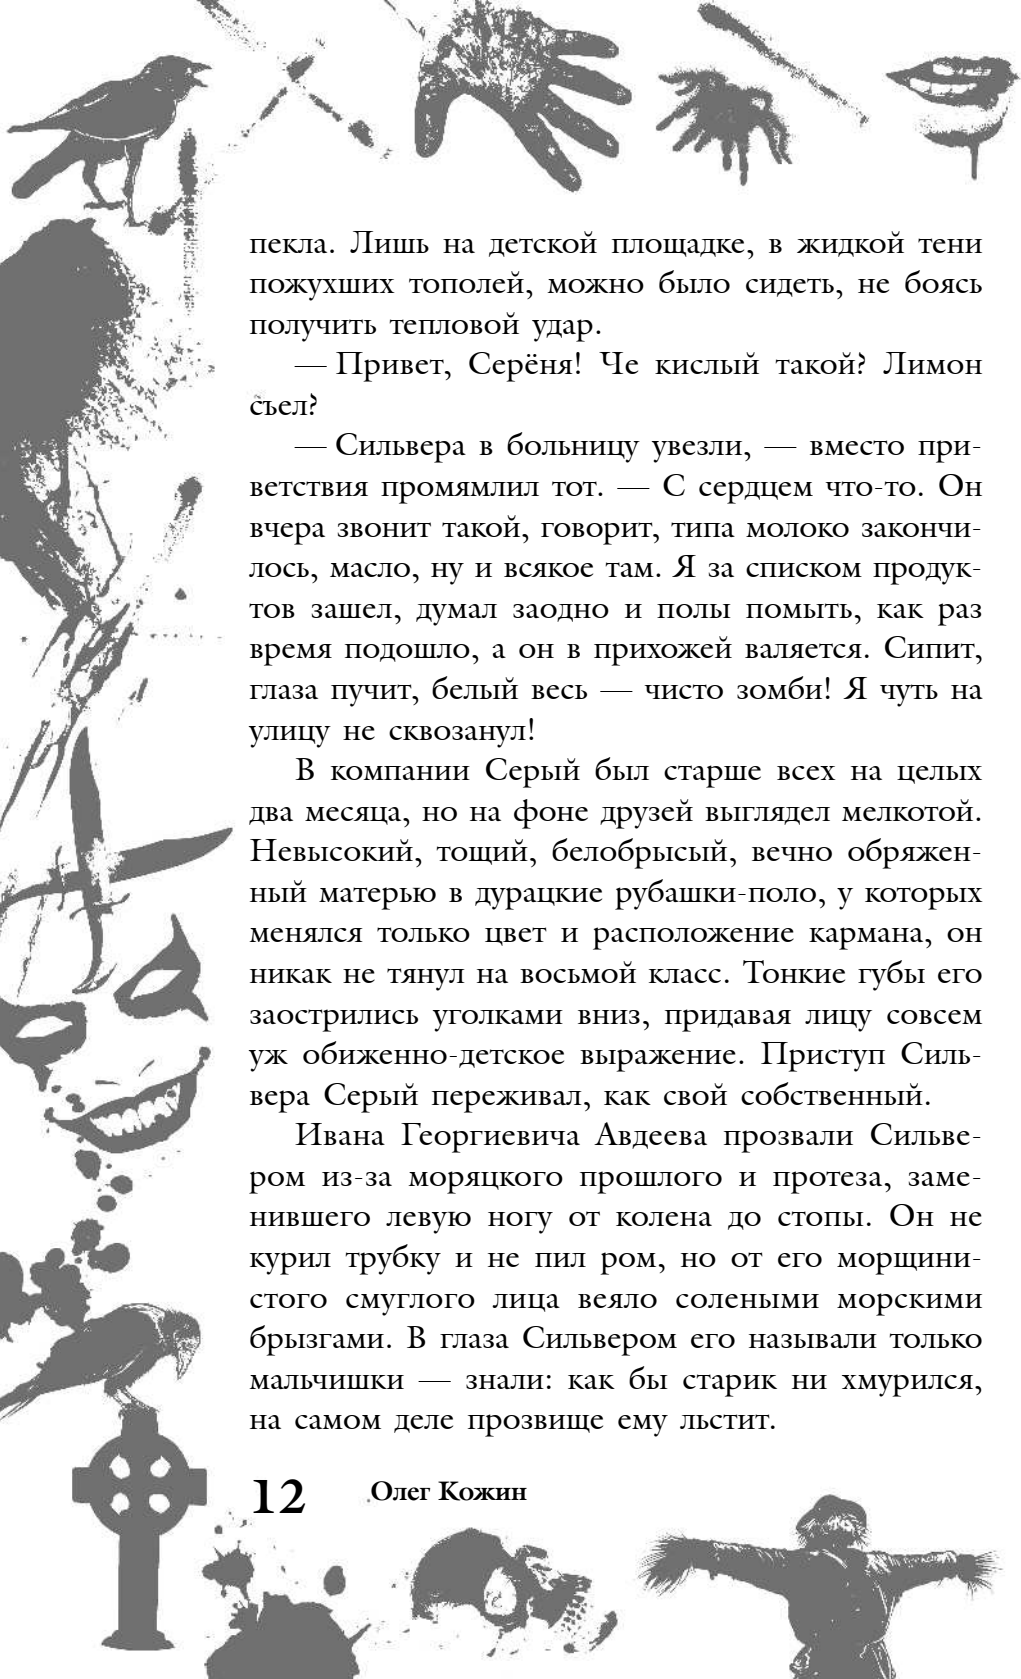 пекла. Лишь на детской площадке, в жидкой тени
пожухших тополей, можно было сидеть, не боясь
получить тепловой удар.
— Привет, Серёня! Че кислый такой? Лимон
съел?
— Сильвера в больницу увезли, — вместо при-
ветствия промямлил тот. — С сердцем что-то. Он
вчера звонит такой, говорит, типа молоко закончи-
лось, масло, ну и всякое там. Я за списком продук-
тов зашел, думал заодно и полы помыть, как раз
время подошло, а он в прихожей валяется. Сипит,
глаза пучит, белый весь — чисто зомби! Я чуть на
улицу не сквозанул!
В компании Серый был старше всех на целых
два месяца, но на фоне друзей выглядел мелкотой.
Невысокий, тощий, белобрысый, вечно обряжен-
ный матерью в дурацкие рубашки-поло, у которых
менялся только цвет и расположение кармана, он
никак не тянул на восьмой класс. Тонкие губы его
заострились уголками вниз, придавая лицу совсем
уж обиженно-детское выражение. Приступ Силь-
вера Серый переживал, как свой собственный.
Ивана Георгиевича Авдеева прозвали Сильве-
ром из-за моряцкого прошлого и протеза, заме-
нившего левую ногу от колена до стопы. Он не
курил трубку и не пил ром, но от его морщини-
стого смуглого лица веяло солеными морскими
брызгами. В глаза Сильвером его называли только
мальчишки — знали: как бы старик ни хмурился,
на самом деле прозвище ему льстит.
12 Олег Кожин